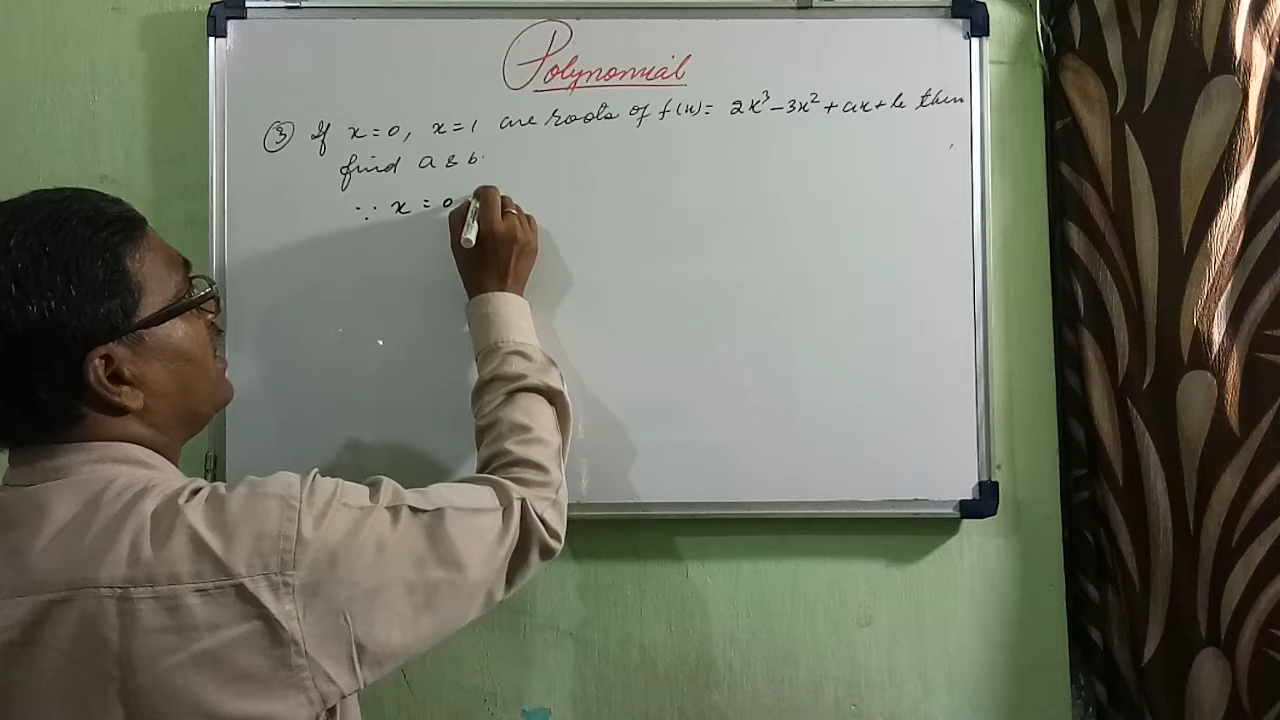 Polynomial
③ If x=0, x=1 are roots of f(x)= 2x³-3x²+ax+b then
find a & b.
∵ x=0